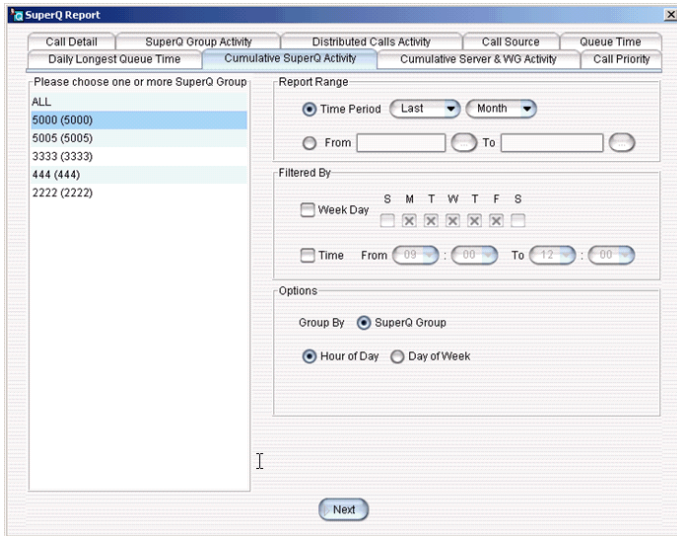 SuperQ Report
Call Detail SuperQ Group Activity Distributed Calls Activity Call Source Queue Time
Daily Longest Queue Time Cumulative SuperQ Activity Cumulative Server & WG Activity Call Priority
Please choose one or more SuperQ Group
ALL
5000 (5000)
5005 (5005)
3333 (3333)
444 (444)
2222 (2222)
Report Range
Time Period Last Month
From ... To ...
Filtered By
S M T W T F S
Week Day
Time From 09 : 00 To 12 : 00
Options
Group By SuperQ Group
Hour of Day Day of Week
Next